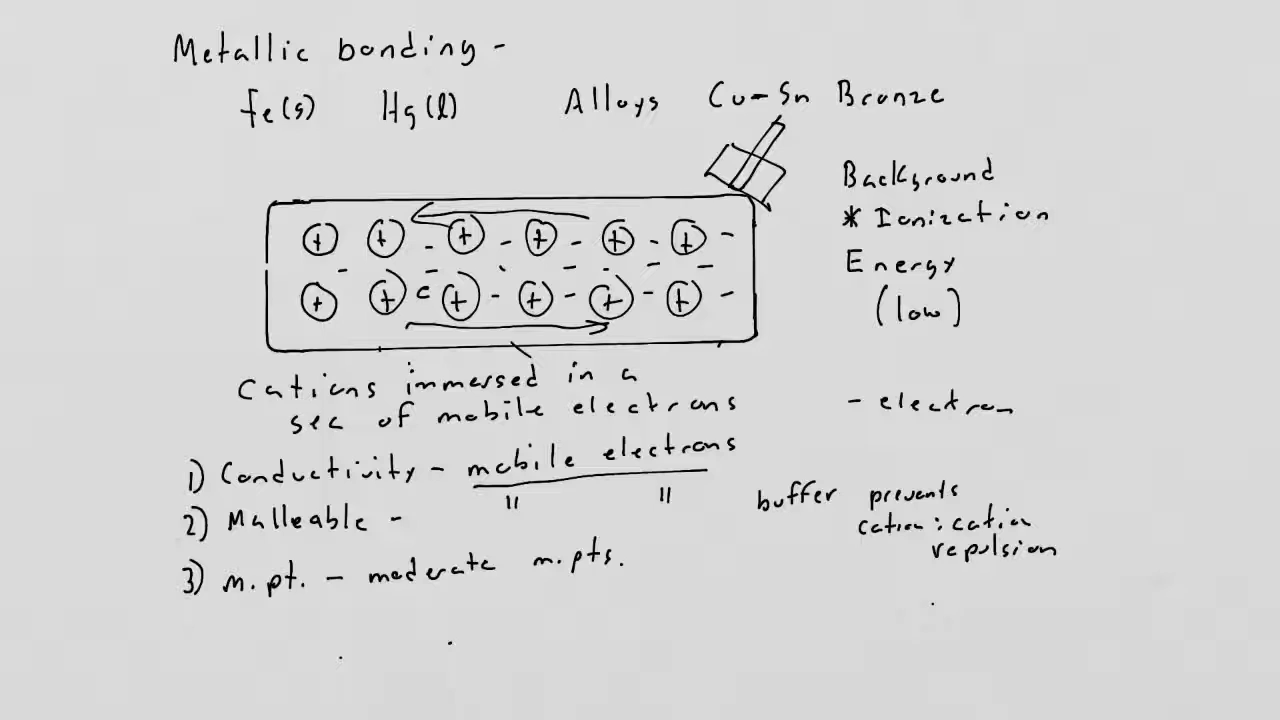 Metallic bonding -
Fe(s) Hg(l) Alloys Cu-Sn Bronze
Background
* Ionization
Energy
(low)
+ + - + - + - + - + -
- - - - - -
+ + e + - + - + - + -
Cations immersed in a
sea of mobile electrons
- electron
1) Conductivity - mobile electrons
2) Malleable - " "
buffer prevents
cation : cation
repulsion
3) m.pt. - moderate m.pts.